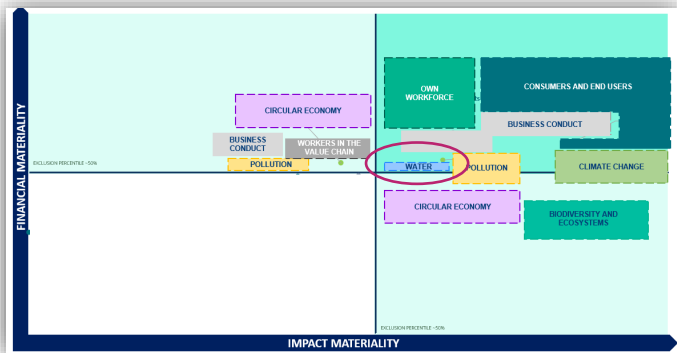 FINANCIAL MATERIALITY
OWN
WORKFORCE
CONSUMERS AND END USERS
CIRCULAR ECONOMY
BUSINESS CONDUCT
BUSINESS
CONDUCT
WORKERS IN THE
VALUE CHAIN
EXCLUSION PERCENTILE ~50%
POLLUTION
WATER
POLLUTION
CLIMATE CHANGE
CIRCULAR ECONOMY
BIODIVERSITY AND
ECOSYSTEMS
EXCLUSION PERCENTILE ~50%
IMPACT MATERIALITY